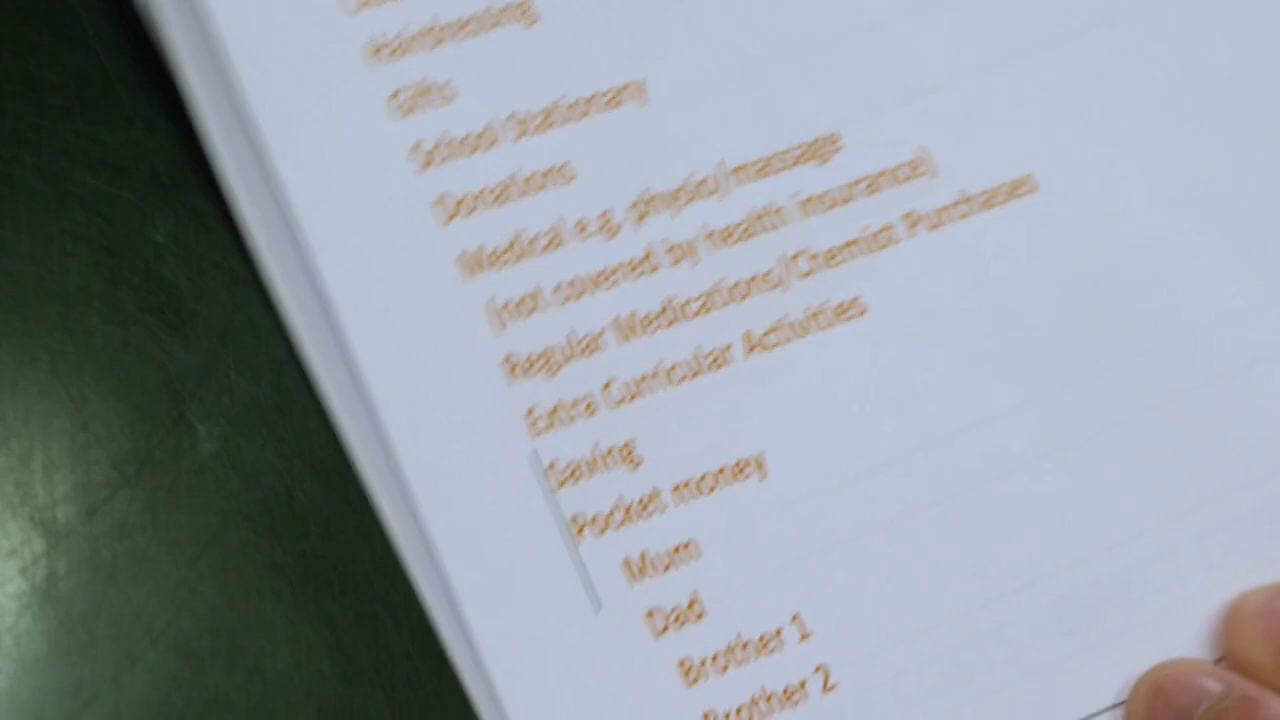 Hairdressing
Gifts
School Stationary
Donations
Medical e.g. physio/massage
(not covered by health insurance)
Regular Medications/Chemist Purchases
Extra Curricular Activities
Saving
Pocket money
Mum
Dad
Brother 1
Brother 2